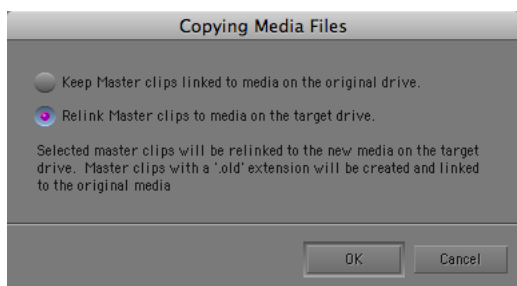 Copying Media Files
Keep Master clips linked to media on the original drive.
Relink Master clips to media on the target drive.
Selected master clips will be relinked to the new media on the target
drive. Master clips with a '.old' extension will be created and linked
to the original media
OK Cancel